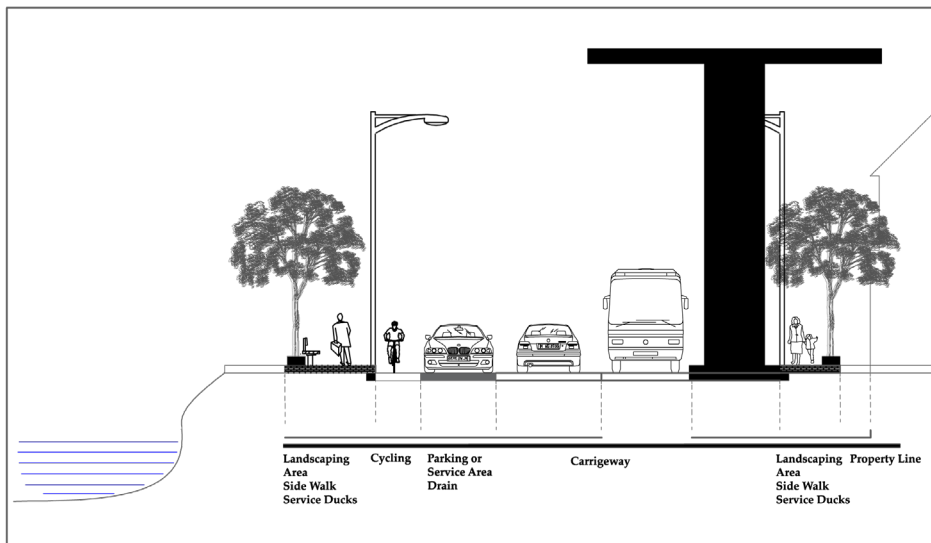 Landscaping
Area
Side Walk
Service Ducks
Cycling
Parking or
Service Area
Drain
Carrigeway
Landscaping
Area
Side Walk
Service Ducks
Property Line